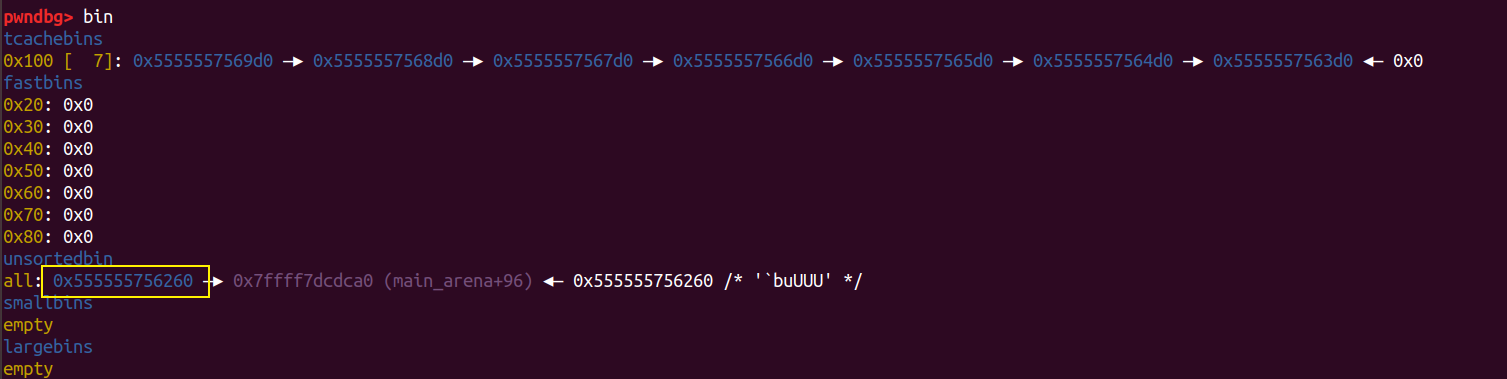 pwndbg> bin
tcachebins
0x100 [  7]: 0x5555557569d0 —▸ 0x5555557568d0 —▸ 0x5555557567d0 —▸ 0x5555557566d0 —▸ 0x5555557565d0 —▸ 0x5555557564d0 —▸ 0x5555557563d0 ◂— 0x0
fastbins
0x20: 0x0
0x30: 0x0
0x40: 0x0
0x50: 0x0
0x60: 0x0
0x70: 0x0
0x80: 0x0
unsortedbin
all: 0x555555756260 —▸ 0x7ffff7dcdca0 (main_arena+96) ◂— 0x555555756260 /* '`buUUU' */
smallbins
empty
largebins
empty